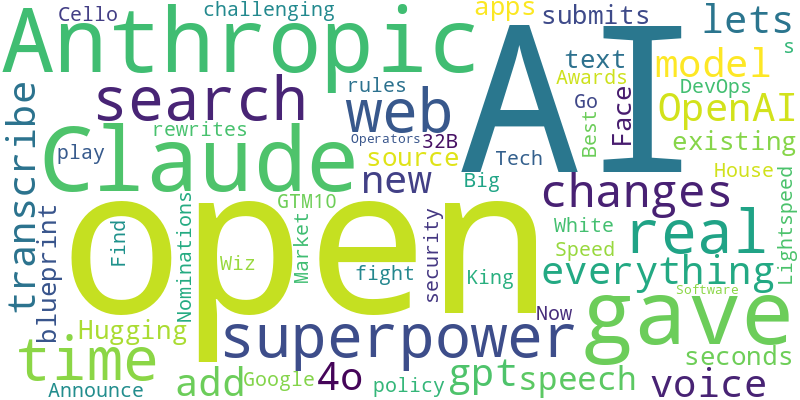 Cello
challenging
apps
submits
lets
Anthropic
AI
s
text
model
search
rules
web
Awards
DevOps
transcribe
rewrites
Go
Face
OpenAI
Claude
Operators
32B
Best
existing
play
source
Tech
House
new
Big
changes
open
GTM10
blueprint
Find
Nominations
Market
security
White
real
Lightspeed
Wiz
fight
King
Speed
everything
Software
Hugging
superpower
Now
gave
time
seconds
Announce
add
Google
4o
policy
gpt
speech
voice